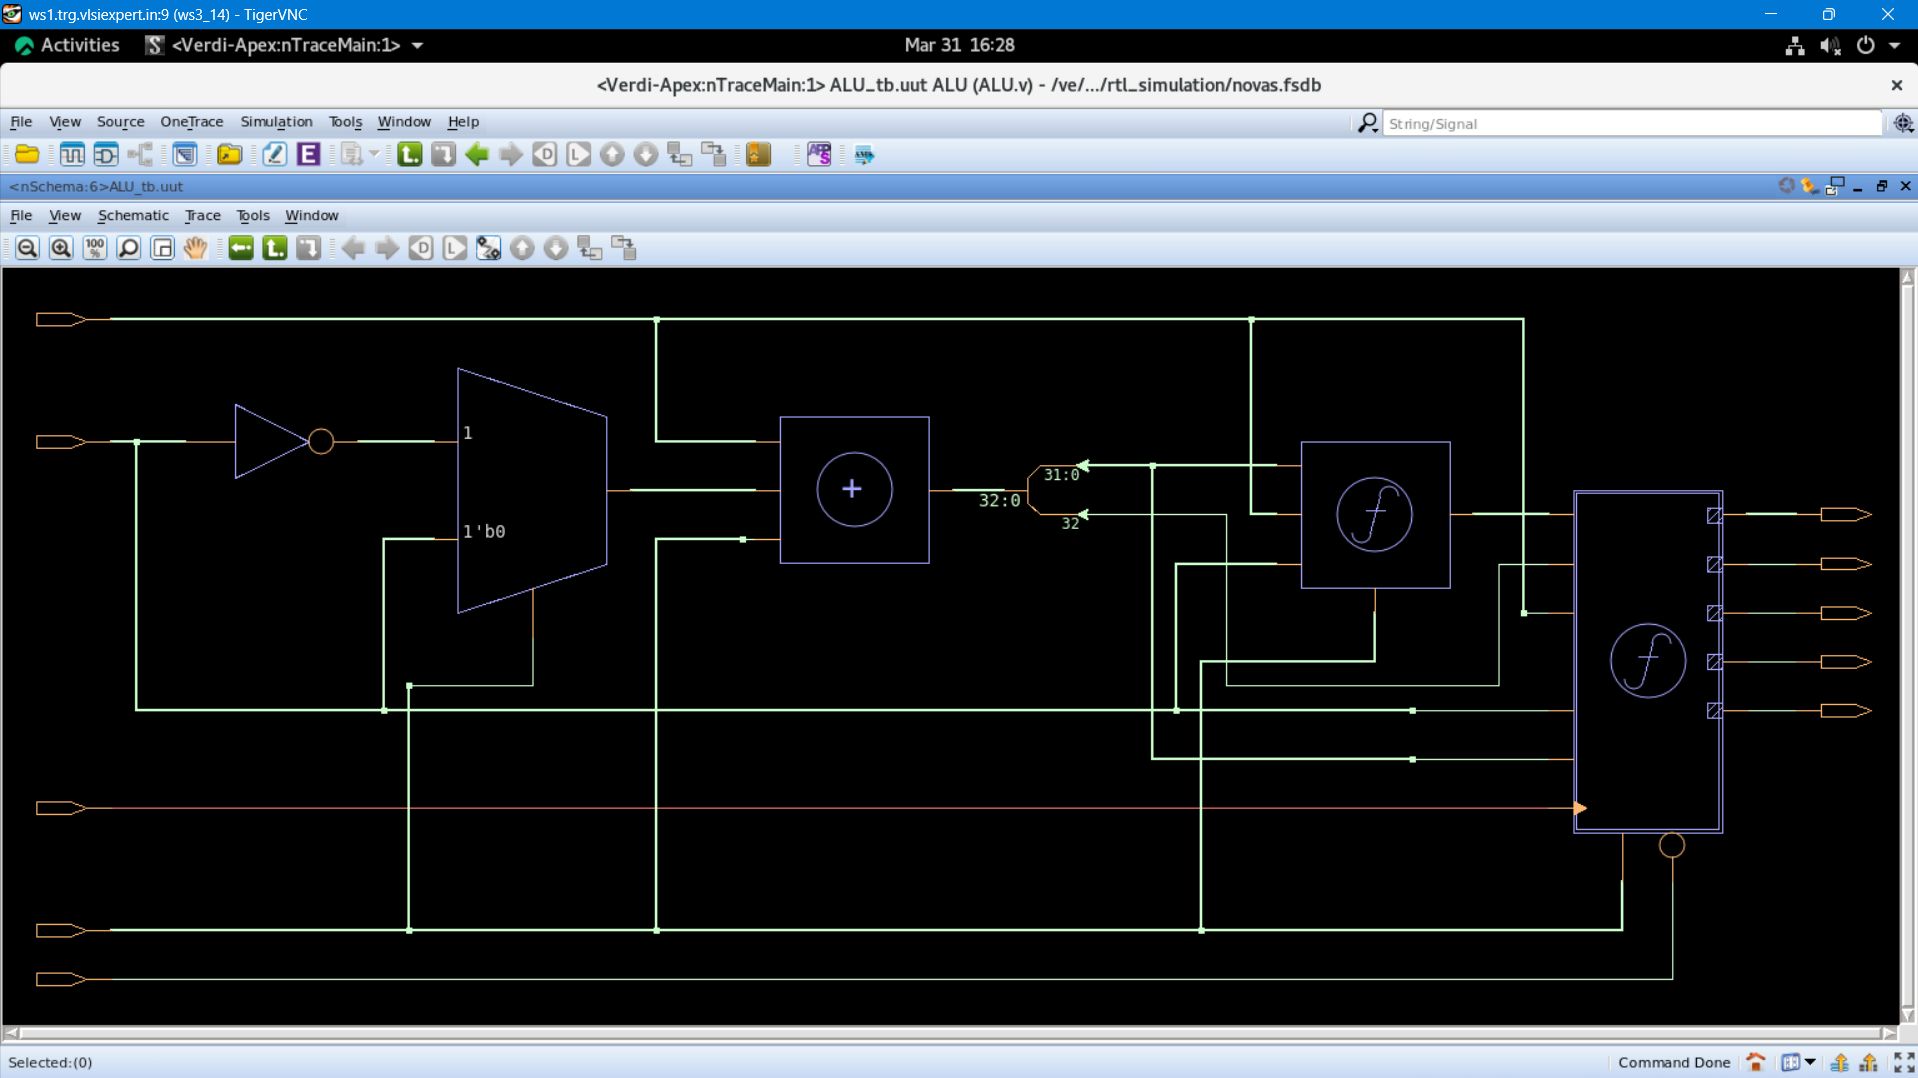 ws1.trg.vlsiexpert.in:9 (ws3_14) - TigerVNC
Activities <Verdi-Apex:nTraceMain:1> Mar 31 16:28
<Verdi-Apex:nTraceMain:1> ALU_tb.uut ALU (ALU.v) - /ve/.../rtl_simulation/novas.fsdb
File View Source OneTrace Simulation Tools Window Help String/Signal
E D L APP S
<nSchema:6>ALU_tb.uut
File View Schematic Trace Tools Window
100 % D L
1
+
31:0
32:0
32
1'b0
f
f
Selected:(0) Command Done